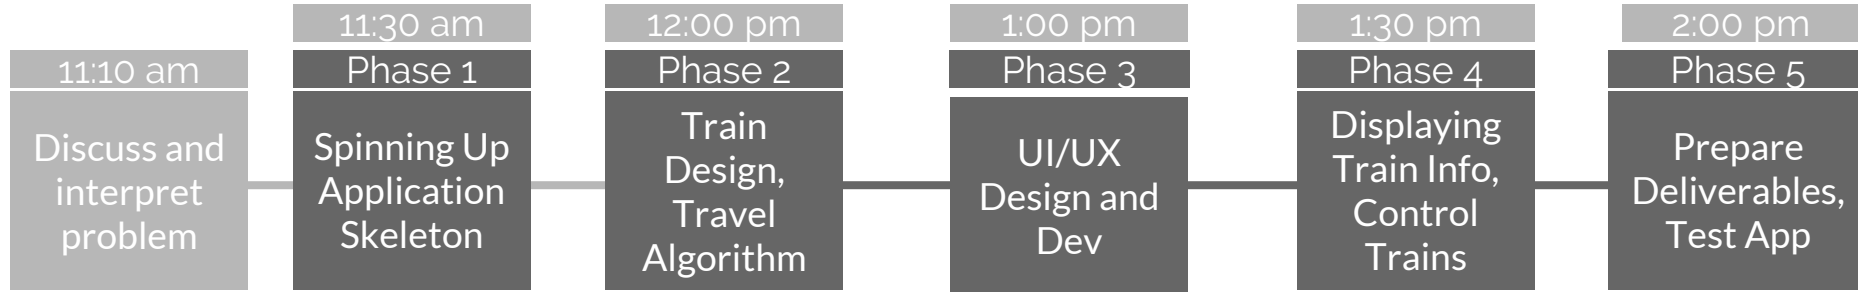 11:10 am
Discuss and
interpret
problem
11:30 am
Phase 1
Spinning Up
Application
Skeleton
12:00 pm
Phase 2
Train
Design,
Travel
Algorithm
1:00 pm
Phase 3
UI/UX
Design and
Dev
1:30 pm
Phase 4
Displaying
Train Info,
Control
Trains
2:00 pm
Phase 5
Prepare
Deliverables,
Test App